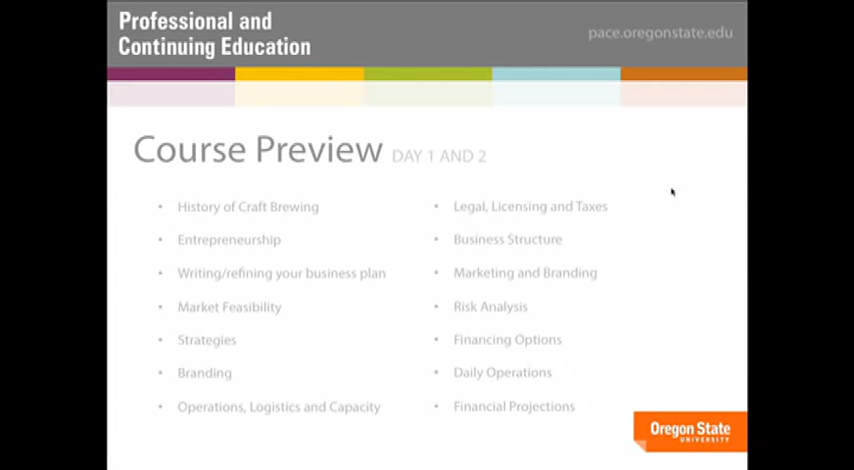 Professional and
Continuing Education
pace.oregonstate.edu
Course Preview DAY 1 AND 2
• History of Craft Brewing
• Entrepreneurship
• Writing/refining your business plan
• Market Feasibility
• Strategies
• Branding
• Operations, Logistics and Capacity
• Legal, Licensing and Taxes
• Business Structure
• Marketing and Branding
• Risk Analysis
• Financing Options
• Daily Operations
• Financial Projections
Oregon State
UNIVERSITY